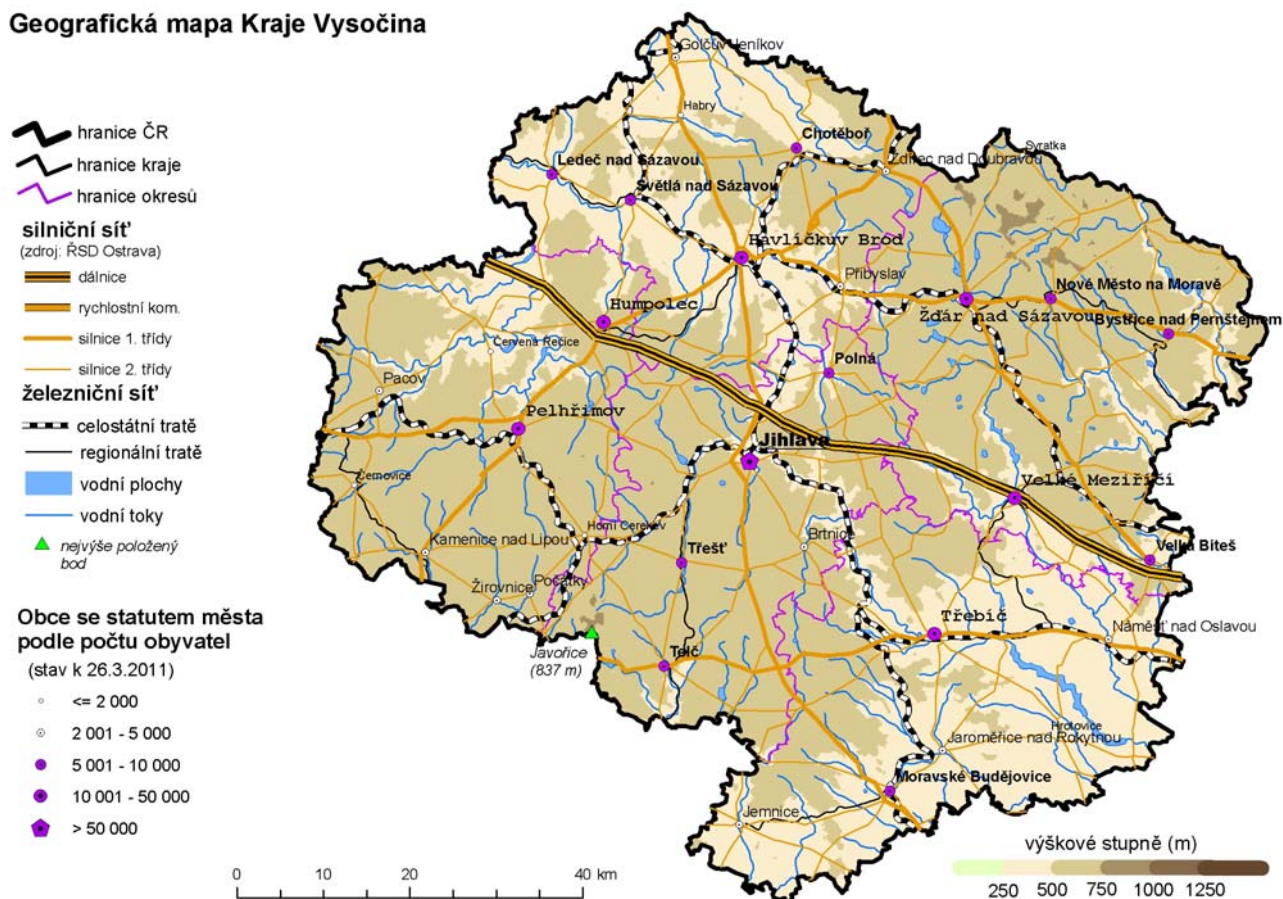 Geografická mapa Kraje Vysočina
hranice ČR
hranice kraje
hranice okresů
silniční síť
(zdroj: ŘSD Ostrava)
dálnice
rychlostní kom.
silnice 1. třídy
silnice 2. třídy
železniční síť
celostátní tratě
regionální tratě
vodní plochy
vodní toky
nejvýše položený
bod
Obce se statutem města
podle počtu obyvatel
(stav k 26.3.2011)
<= 2 000
2 001 - 5 000
5 001 - 10 000
10 001 - 50 000
> 50 000
Golčův Jeníkov
Habry
Chotěboř
Ždírec nad Doubravou
Svratka
Ledeč nad Sázavou
Světlá nad Sázavou
Havlíčkuv Brod
Přibyslav
Nové Město na Moravě
Humpolec
Žďár nad Sázavou
Bystřice nad Pernštejnem
Červená Řečice
Polná
Pacov
Pelhřimov
Jihlava
Černovice
Velké Meziříčí
Horní Cerekev
Kamenice nad Lipou
Třešť
Brtnice
Velká Bíteš
Žirovnice
Počátky
Třebíč
Náměšť nad Oslavou
Javořice
(837 m)
Telč
Hrotovice
Jaroměřice nad Rokytnou
Moravské Budějovice
Jemnice
výškové stupně (m)
250 500 750 1000 1250
0 10 20 40 km